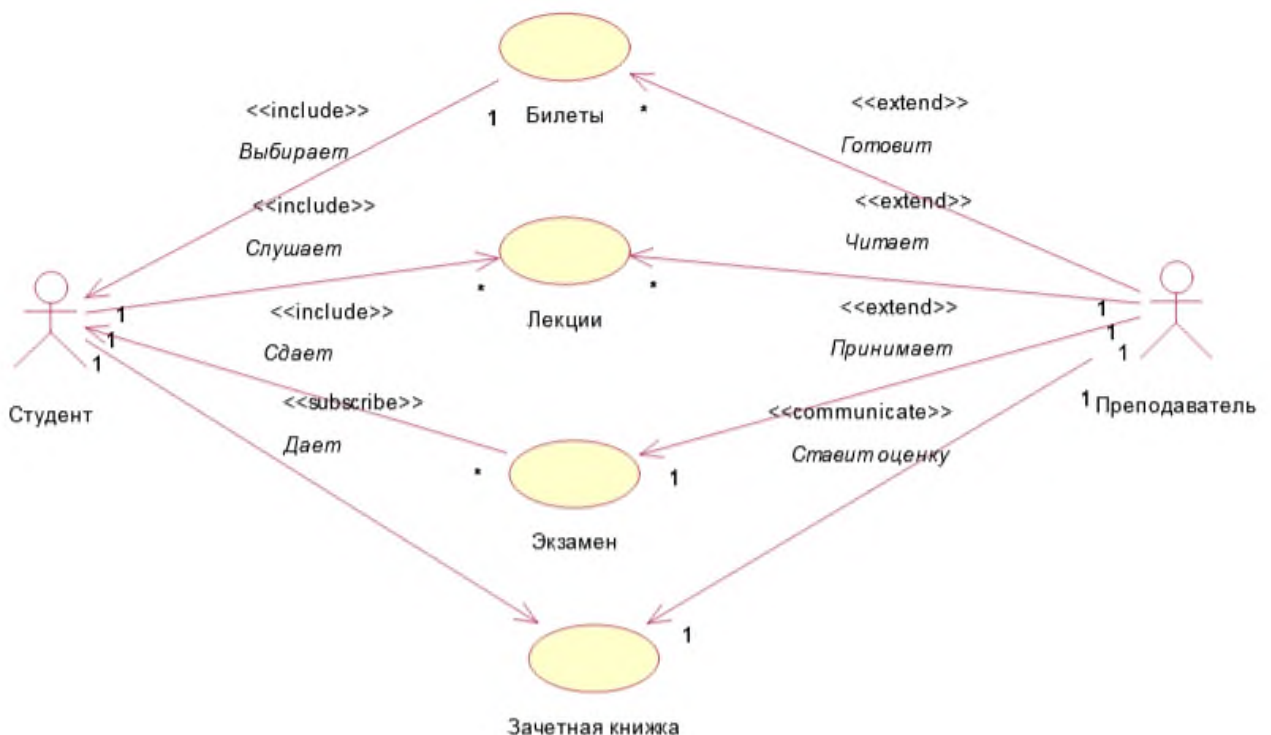 <<include>>
Выбирает
1
Билеты
*
<<extend>>
Готовит
<<include>>
Слушает
<<extend>>
Читает
*
Лекции
*
1
1
1
<<include>>
Сдает
<<extend>>
Принимает
1
1
1
Студент
1
Преподаватель
<<subscribe>>
Дает
<<communicate>>
Ставит оценку
*
1
Экзамен
1
Зачетная книжка